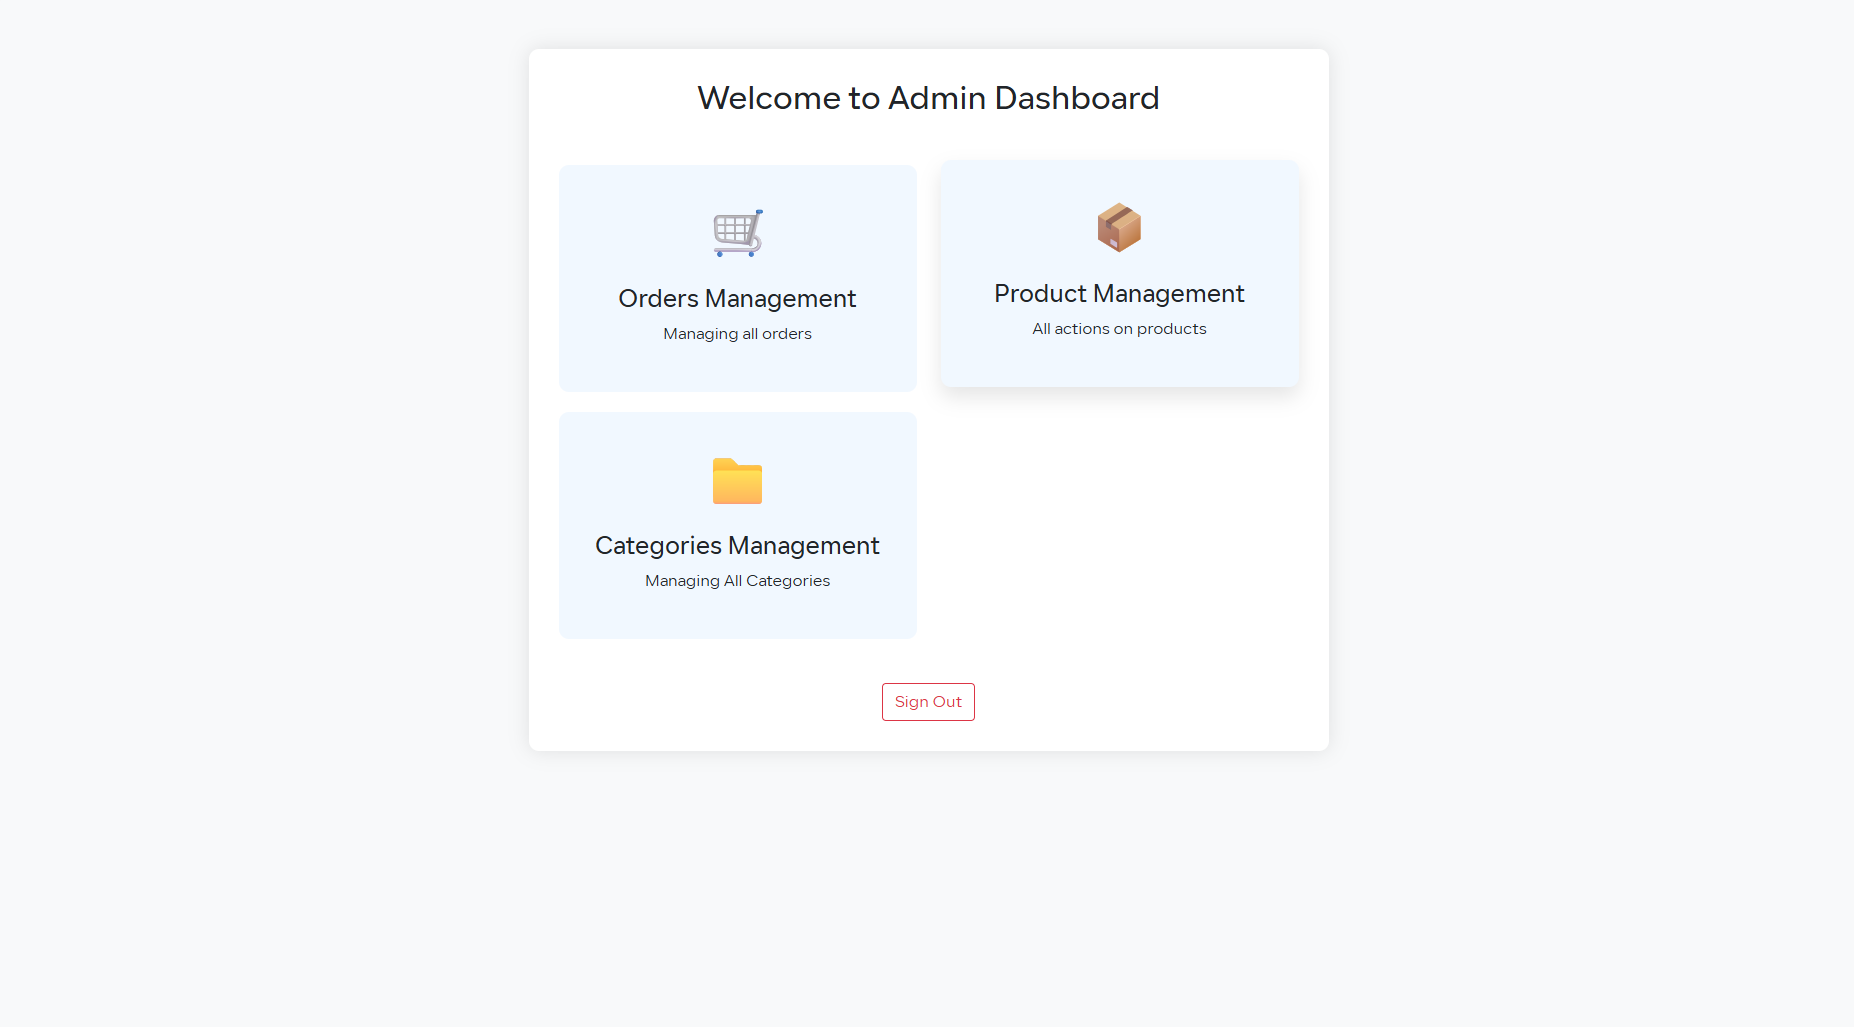 Welcome to Admin Dashboard
Orders Management
Managing all orders
Product Management
All actions on products
Categories Management
Managing All Categories
Sign Out